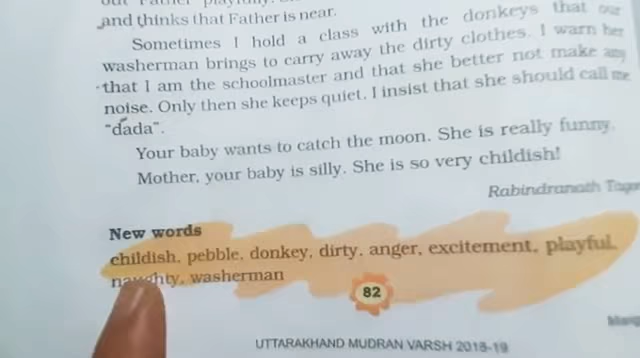 and thinks that Father is near.
Sometimes I hold a class with the donkeys that our
washerman brings to carry away the dirty clothes. I warn her
that I am the schoolmaster and that she better not make any
noise. Only then she keeps quiet. I insist that she should call me
"dada".
Your baby wants to catch the moon. She is really funny.
Mother, your baby is silly. She is so very childish!
Rabindranath
New words
childish, pebble, donkey, dirty, anger, excitement, playful,
naughty, washerman
82
UTTARAKHAND MUDRAN VARSH 2018-19